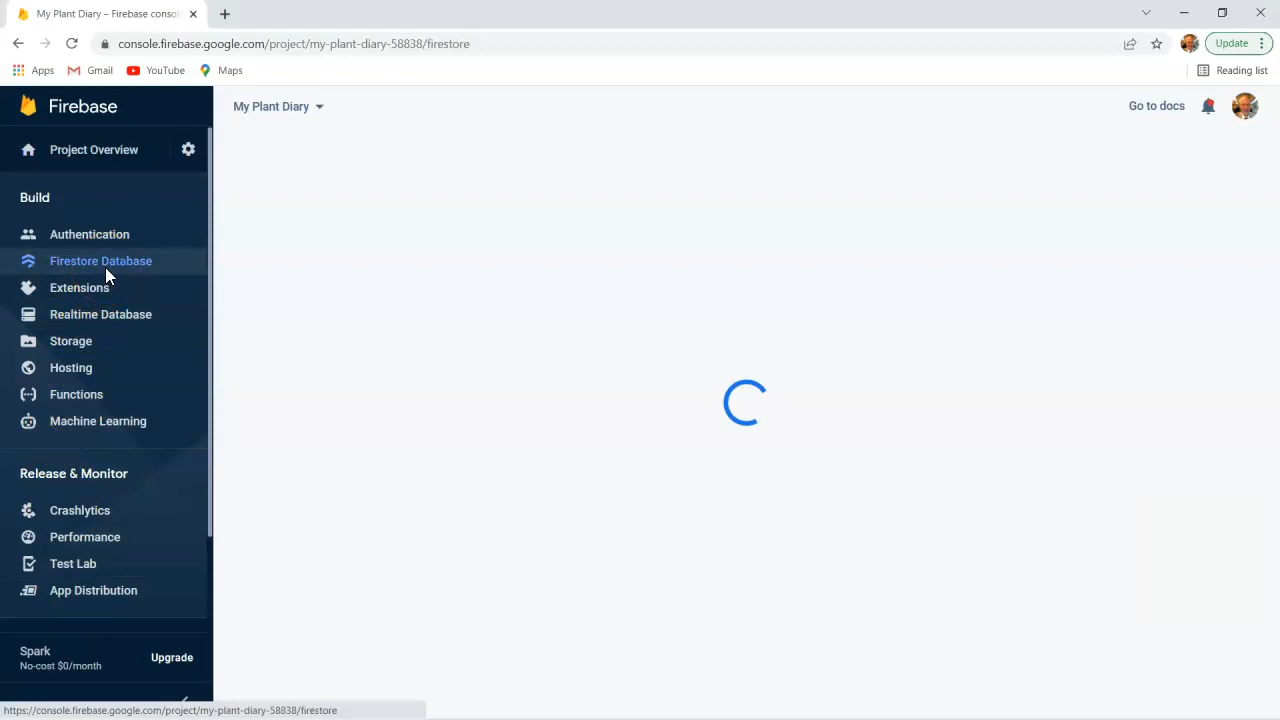 My Plant Diary – Firebase consol
console.firebase.google.com/project/my-plant-diary-58838/firestore
Update
Apps
Gmail
YouTube
Maps
Reading list
Firebase
My Plant Diary
Go to docs
Project Overview
Build
Authentication
Firestore Database
Extensions
Realtime Database
Storage
Hosting
Functions
Machine Learning
Release & Monitor
Crashlytics
Performance
Test Lab
App Distribution
Spark
No-cost $0/month
Upgrade
https://console.firebase.google.com/project/my-plant-diary-58838/firestore